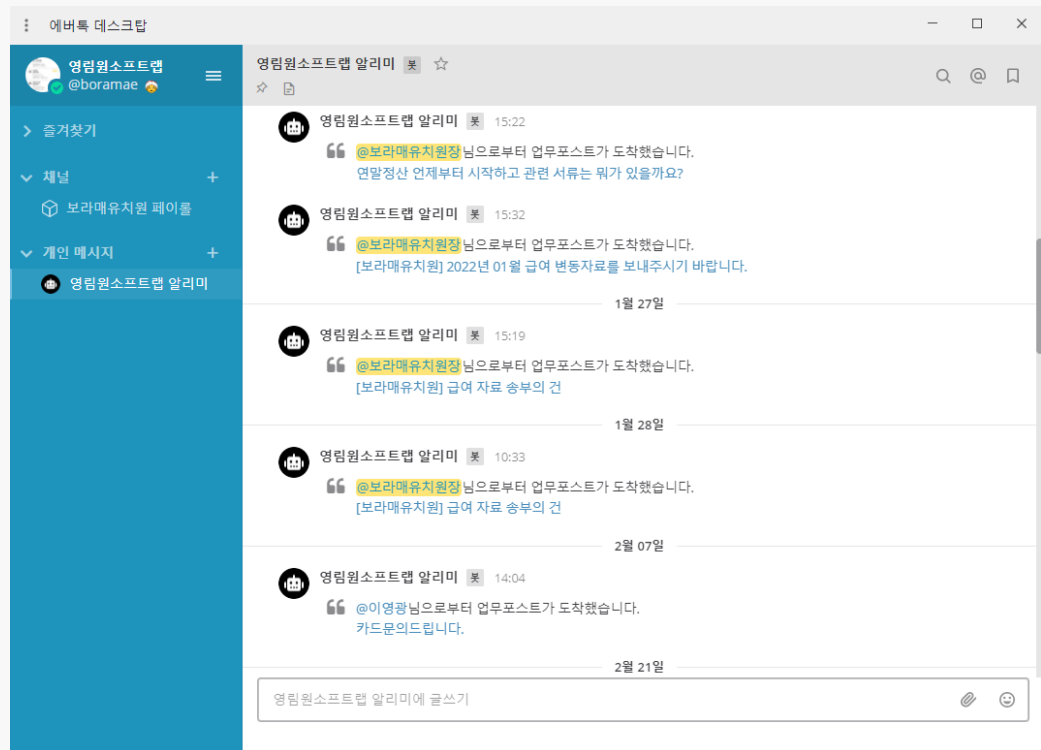 에버톡 데스크탑
영림원소프트랩
@boramae
즐겨찾기
채널
보라매유치원 페이롤
개인 메시지
영림원소프트랩 알리미
영림원소프트랩 알리미 봇
영림원소프트랩 알리미 봇 15:22
@보라매유치원장님으로부터 업무포스트가 도착했습니다.
연말정산 언제부터 시작하고 관련 서류는 뭐가 있을까요?
영림원소프트랩 알리미 봇 15:32
@보라매유치원장님으로부터 업무포스트가 도착했습니다.
[보라매유치원] 2022년 01월 급여 변동자료를 보내주시기 바랍니다.
1월 27일
영림원소프트랩 알리미 봇 15:19
@보라매유치원장님으로부터 업무포스트가 도착했습니다.
[보라매유치원] 급여 자료 송부의 건
1월 28일
영림원소프트랩 알리미 봇 10:33
@보라매유치원장님으로부터 업무포스트가 도착했습니다.
[보라매유치원] 급여 자료 송부의 건
2월 07일
영림원소프트랩 알리미 봇 14:04
@이영광님으로부터 업무포스트가 도착했습니다.
카드문의드립니다.
2월 21일
영림원소프트랩 알리미에 글쓰기